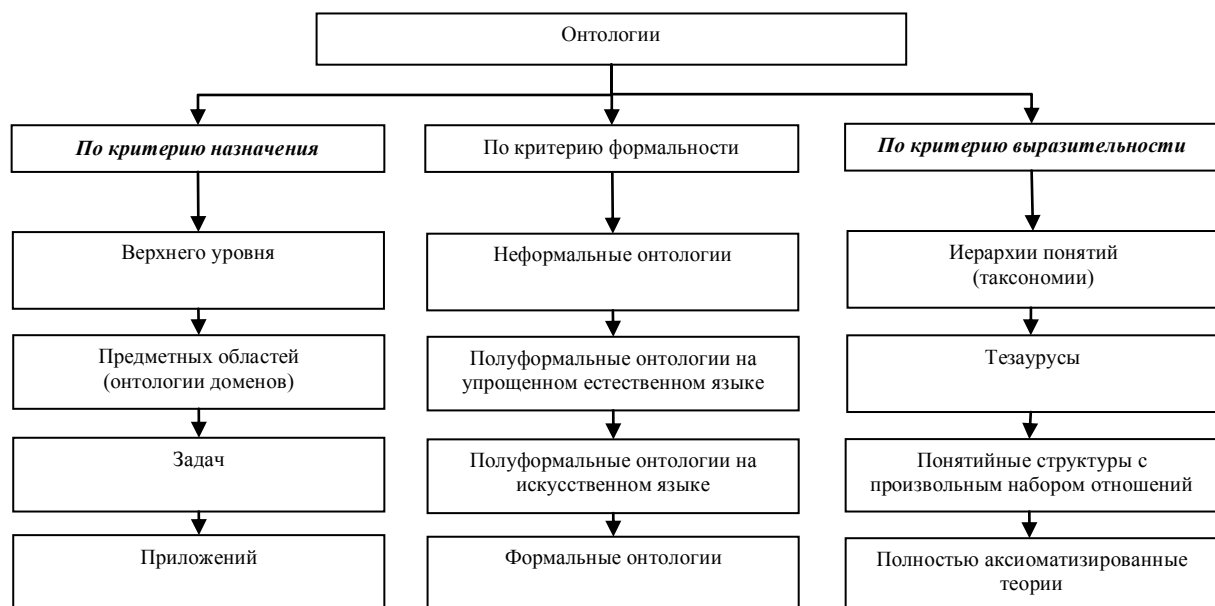 Онтологии
По критерию назначения
По критерию формальности
По критерию выразительности
Верхнего уровня
Неформальные онтологии
Иерархии понятий
(таксономии)
Предметных областей
(онтологии доменов)
Полуформальные онтологии на
упрощенном естественном языке
Тезаурусы
Задач
Полуформальные онтологии на
искусственном языке
Понятийные структуры с
произвольным набором отношений
Приложений
Формальные онтологии
Полностью аксиоматизированные
теории